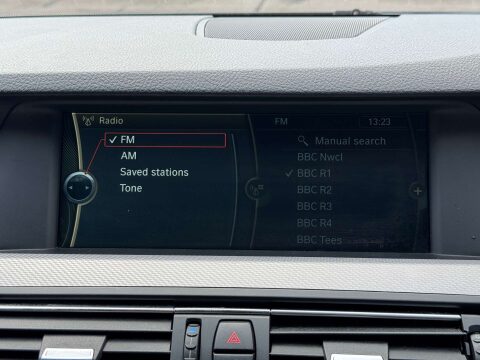 Radio
✓ FM
AM
Saved stations
Tone
FM 13:23
Manual search
BBC Nwcl
✓ BBC R1
BBC R2
BBC R3
BBC R4
BBC Tees